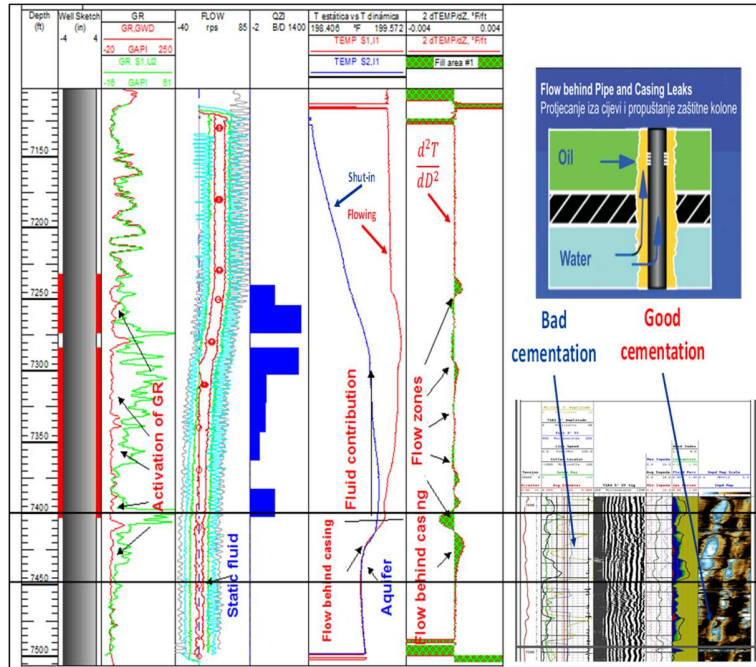 Depth
(ft)
Well Sketch
(in)
-4 4
GR
GR,GWD
-20 GAPI 250
GR S1,U2
-16 GAPI 61
FLOW
-40 rps 85
QZI
-2 B/D 1400
T estática vs T dinámica
198.406 °F 199.572
TEMP S1,I1
TEMP S2,I1
2 dTEMP/dZ, °F/ft
-0.004 0.004
2 dTEMP/dZ, °F/ft
Fill area #1
7150
7200
7250
7300
7350
7400
7450
7500
Activation of GR
Static fluid
Shut-in
Flowing
Fluid contribution
Flow behind casing
Aquifer
d²T
dD²
Flow zones
Flow behind casing
Flow behind Pipe and Casing Leaks
Protjecanje iza cijevi i propuštanje zaštitne kolone
Oil
Water
Bad
cementation
Good
cementation